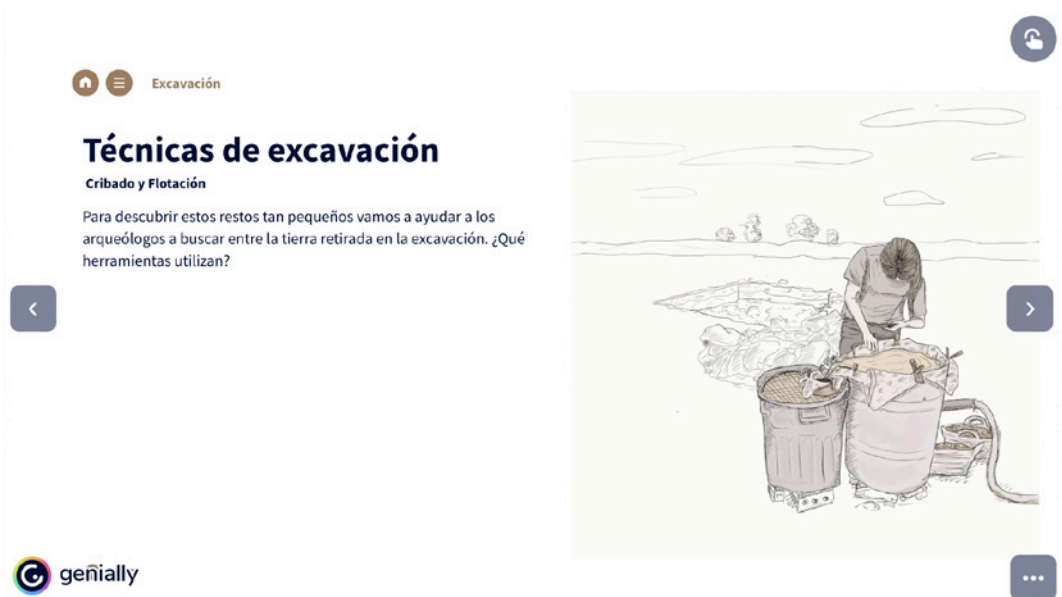 Excavación
Técnicas de excavación
Cribado y Flotación
Para descubrir estos restos tan pequeños vamos a ayudar a los
arqueólogos a buscar entre la tierra retirada en la excavación. ¿Qué
herramientas utilizan?
genially